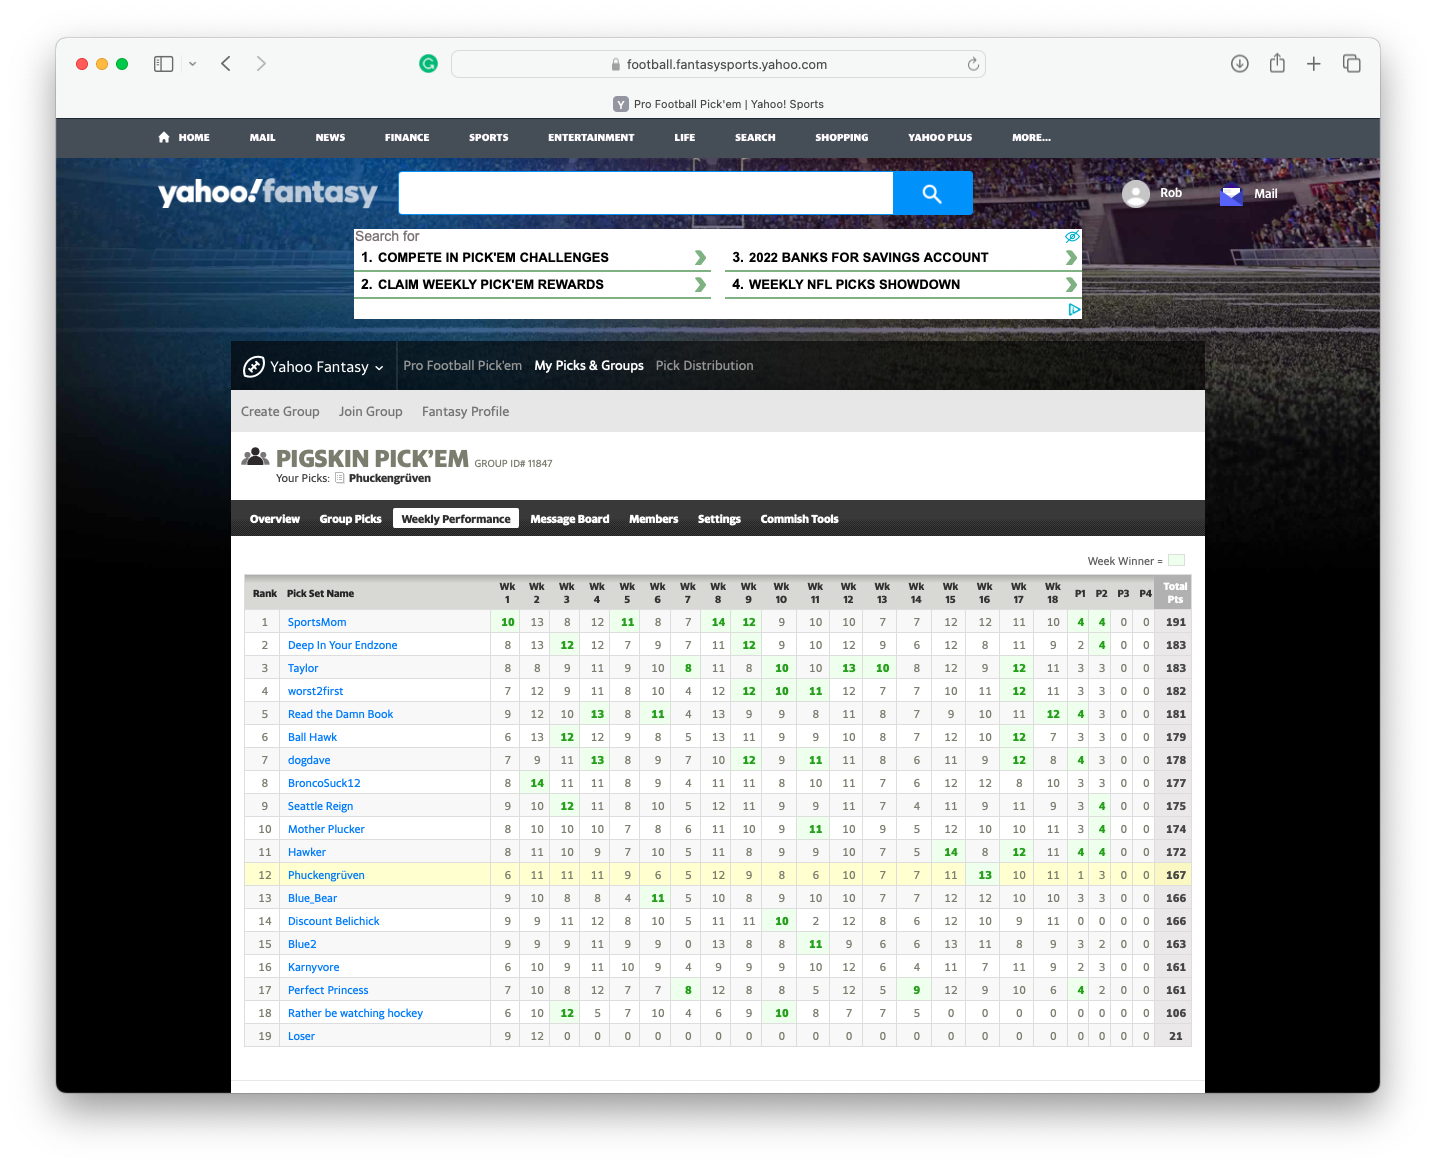 football.fantasysports.yahoo.com
Y Pro Football Pick'em | Yahoo! Sports
HOME MAIL NEWS FINANCE SPORTS ENTERTAINMENT LIFE SEARCH SHOPPING YAHOO PLUS MORE...
yahoo!fantasy Rob Mail
Search for
1. COMPETE IN PICK'EM CHALLENGES 3. 2022 BANKS FOR SAVINGS ACCOUNT
2. CLAIM WEEKLY PICK'EM REWARDS 4. WEEKLY NFL PICKS SHOWDOWN
Yahoo Fantasy Pro Football Pick'em My Picks & Groups Pick Distribution
Create Group Join Group Fantasy Profile
PIGSKIN PICK'EM GROUP ID# 11847
Your Picks: Phuckengrüven
Overview Group Picks Weekly Performance Message Board Members Settings Commish Tools
Week Winner =
Rank Pick Set Name Wk 1 Wk 2 Wk 3 Wk 4 Wk 5 Wk 6 Wk 7 Wk 8 Wk 9 Wk 10 Wk 11 Wk 12 Wk 13 Wk 14 Wk 15 Wk 16 Wk 17 Wk 18 P1 P2 P3 P4 Total Pts
1 SportsMom 10 13 8 12 11 8 7 14 12 9 10 10 7 7 12 12 11 10 4 4 0 0 191
2 Deep In Your Endzone 8 13 12 12 7 9 7 11 12 9 10 12 9 6 12 8 11 9 2 4 0 0 183
3 Taylor 8 8 9 11 9 10 8 11 8 10 10 13 10 8 12 9 12 11 3 3 0 0 183
4 worst2first 7 12 9 11 8 10 4 12 12 10 11 12 7 7 10 11 12 11 3 3 0 0 182
5 Read the Damn Book 9 12 10 13 8 11 4 13 9 9 8 11 8 7 9 10 11 12 4 3 0 0 181
6 Ball Hawk 6 13 12 12 9 8 5 13 11 9 9 10 8 7 12 10 12 7 3 3 0 0 179
7 dogdave 7 9 11 13 8 9 7 10 12 9 11 11 8 6 11 9 12 8 4 3 0 0 178
8 BroncoSuck12 8 14 11 11 8 9 4 11 11 8 10 11 7 6 12 12 8 10 3 3 0 0 177
9 Seattle Reign 9 10 12 11 8 10 5 12 11 9 9 11 7 4 11 9 11 9 3 4 0 0 175
10 Mother Plucker 8 10 10 10 7 8 6 11 10 9 11 10 9 5 12 10 10 11 3 4 0 0 174
11 Hawker 8 11 10 9 7 10 5 11 8 9 9 10 7 5 14 8 12 11 4 4 0 0 172
12 Phuckengrüven 6 11 11 11 9 6 5 12 9 8 6 10 7 7 11 13 10 11 1 3 0 0 167
13 Blue_Bear 9 10 8 8 4 11 5 10 8 9 10 10 7 7 12 12 10 10 3 3 0 0 166
14 Discount Belichick 9 9 11 12 8 10 5 11 11 10 2 12 8 6 12 10 9 11 0 0 0 0 166
15 Blue2 9 9 9 11 9 9 0 13 8 8 11 9 6 6 13 11 8 9 3 2 0 0 163
16 Karnyvore 6 10 9 11 10 9 4 9 9 9 10 12 6 4 11 7 11 9 2 3 0 0 161
17 Perfect Princess 7 10 8 12 7 7 8 12 8 8 5 12 5 9 12 9 10 6 4 2 0 0 161
18 Rather be watching hockey 6 10 12 5 7 10 4 6 9 10 8 7 7 5 0 0 0 0 0 0 0 0 106
19 Loser 9 12 0 0 0 0 0 0 0 0 0 0 0 0 0 0 0 0 0 0 0 0 21